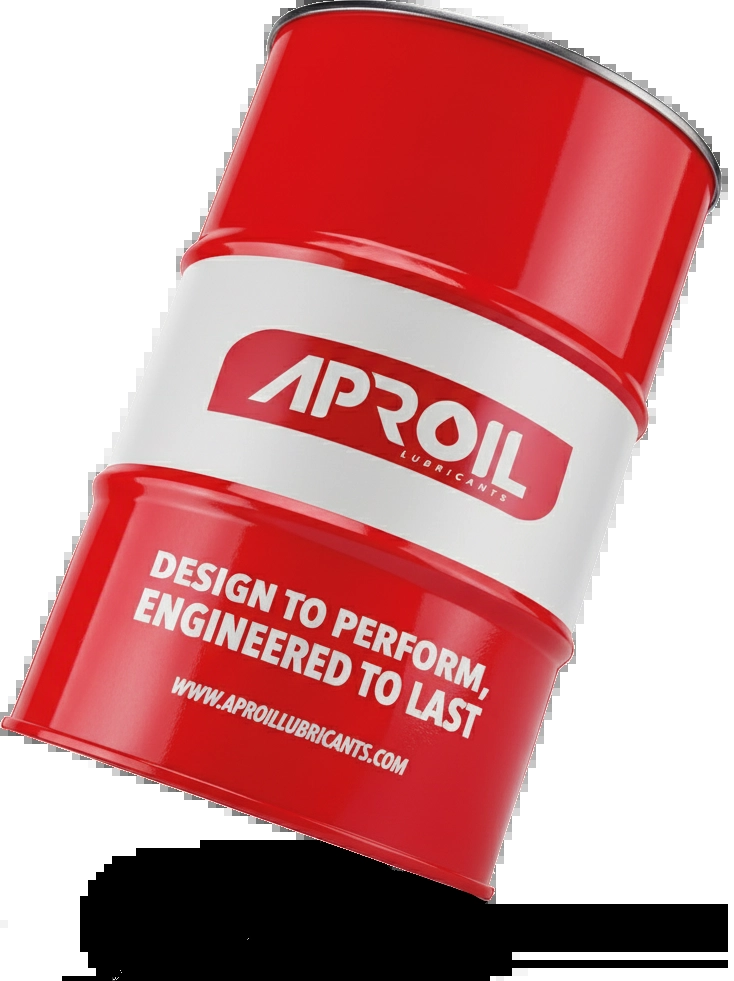 APROIL
LUBRICANTS
DESIGN TO PERFORM,
ENGINEERED TO LAST
WWW.APROILLUBRICANTS.COM